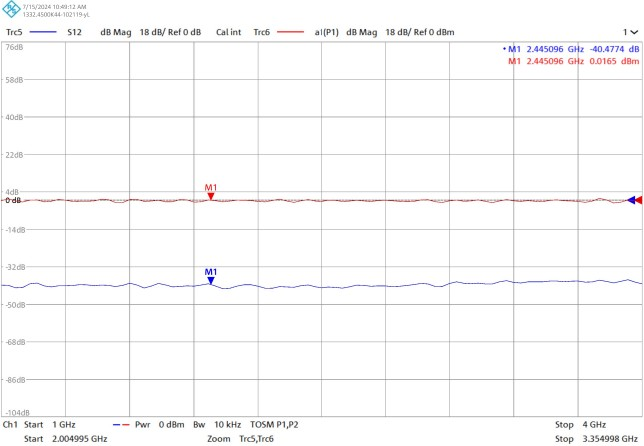 7/15/2024 10:49:12 AM
1332.4500K44-102119-yL
Trc5 S12 dB Mag 18 dB/ Ref 0 dB Cal int Trc6 a1(P1) dB Mag 18 dB/ Ref 0 dBm 1
76dB
• M1 2.445096 GHz -40.4774 dB
M1 2.445096 GHz 0.0165 dBm
58dB
40dB
22dB
4dB
M1
0 dB
-14dB
-32dB
M1
-50dB
-68dB
-86dB
-104dB
Ch1 Start 1 GHz Pwr 0 dBm Bw 10 kHz TOSM P1,P2 Stop 4 GHz
Start 2.004995 GHz Zoom Trc5,Trc6 Stop 3.354998 GHz